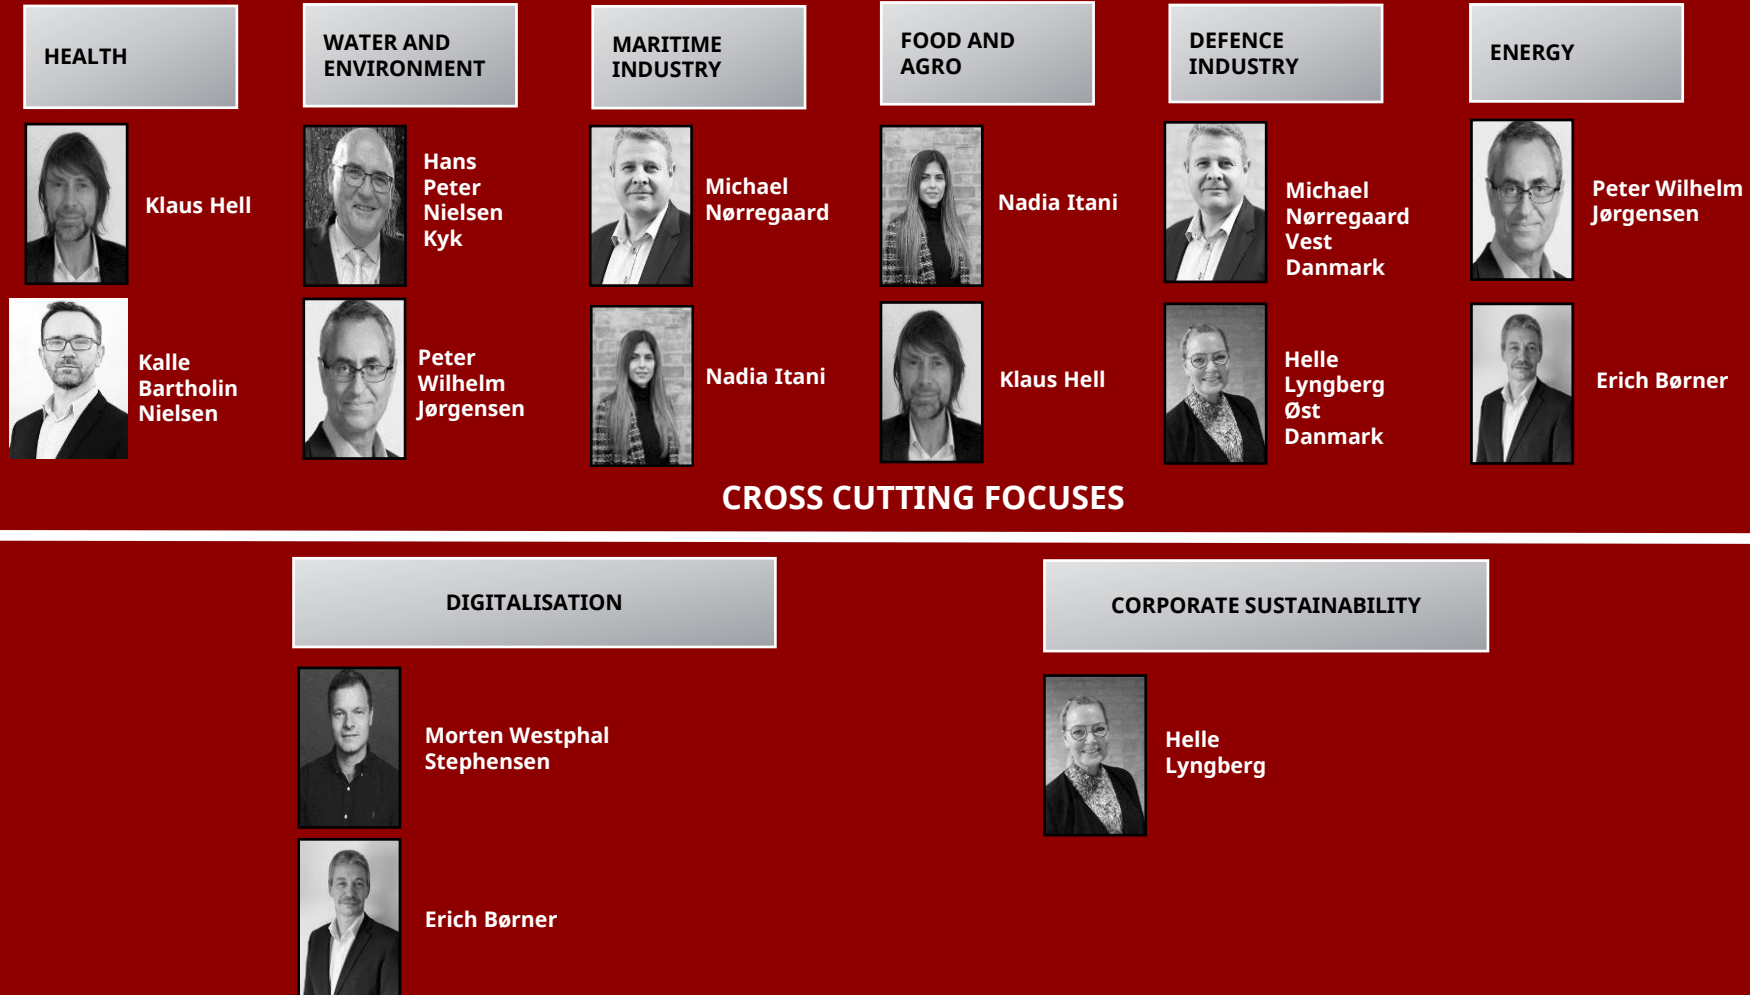 HEALTH
WATER AND
ENVIRONMENT
MARITIME
INDUSTRY
FOOD AND
AGRO
DEFENCE
INDUSTRY
ENERGY
Klaus Hell
Hans
Peter
Nielsen
Kyk
Michael
Nørregaard
Nadia Itani
Michael
Nørregaard
Vest
Danmark
Peter Wilhelm
Jørgensen
Kalle
Bartholin
Nielsen
Peter
Wilhelm
Jørgensen
Nadia Itani
Klaus Hell
Helle
Lyngberg
Øst
Danmark
Erich Børner
CROSS CUTTING FOCUSES
DIGITALISATION
Morten Westphal
Stephensen
Erich Børner
CORPORATE SUSTAINABILITY
Helle
Lyngberg